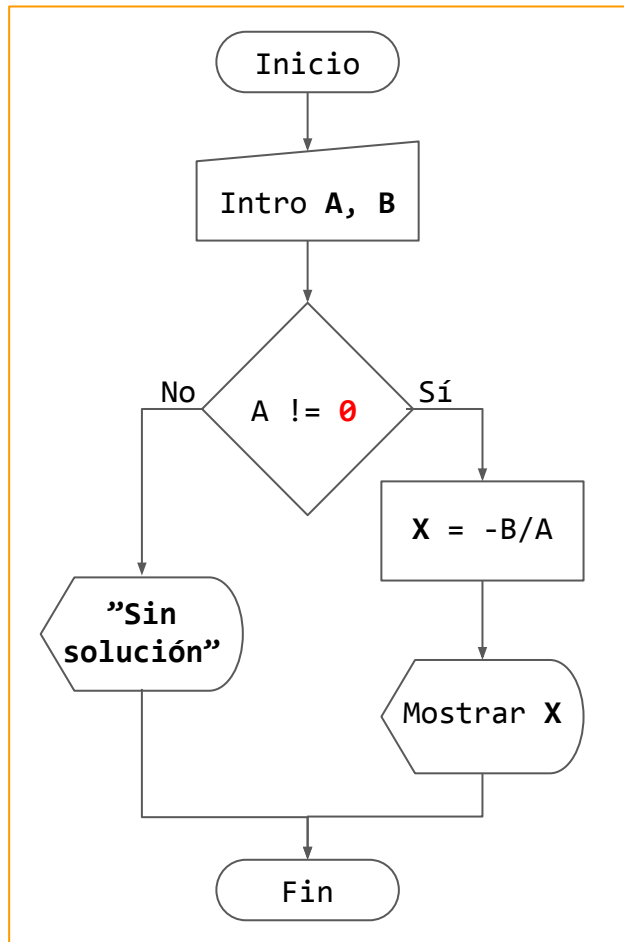 Inicio
Intro A, B
No
A != 0
Sí
X = -B/A
”Sin
solución”
Mostrar X
Fin